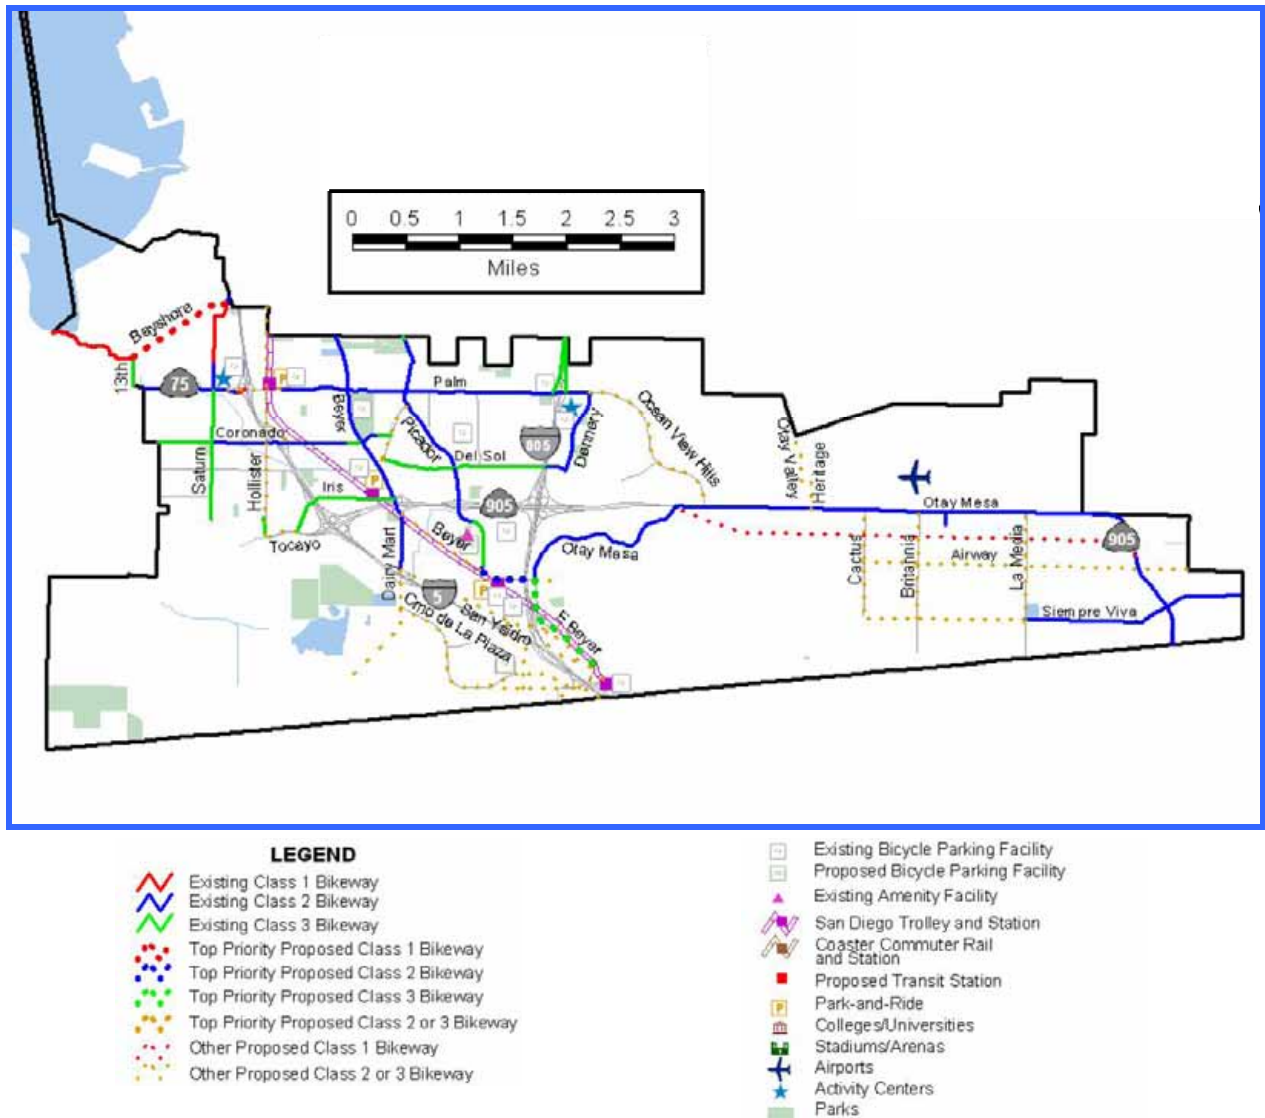 0 0.5 1 1.5 2 2.5 3
Miles
Bayshore
13th
75
Palm
Beyer
Picador
Coronado
Saturn
Hollister
Iris
Del Sol
805
Dennery
Ocean View Hills
Otay Valley
Heritage
905
Otay Mesa
Tocayo
Dairy Mart
Beyer
Otay Mesa
Cactus
Britannia
La Media
Airway
905
5
Siempre Viva
San Ysidro
E Beyer
Cmo de La Plaza
LEGEND
Existing Class 1 Bikeway
Existing Class 2 Bikeway
Existing Class 3 Bikeway
Top Priority Proposed Class 1 Bikeway
Top Priority Proposed Class 2 Bikeway
Top Priority Proposed Class 3 Bikeway
Top Priority Proposed Class 2 or 3 Bikeway
Other Proposed Class 1 Bikeway
Other Proposed Class 2 or 3 Bikeway
Existing Bicycle Parking Facility
Proposed Bicycle Parking Facility
Existing Amenity Facility
San Diego Trolley and Station
Coaster Commuter Rail
and Station
Proposed Transit Station
P Park-and-Ride
Colleges/Universities
Stadiums/Arenas
Airports
Activity Centers
Parks